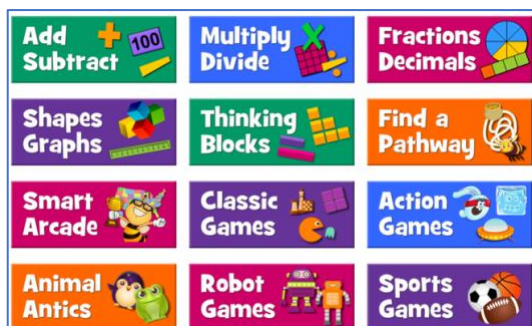 Add
Subtract
100
Multiply
Divide
Fractions
Decimals
Shapes
Graphs
Thinking
Blocks
Find a
Pathway
Smart
Arcade
Classic
Games
Action
Games
Animal
Antics
Robot
Games
Sports
Games